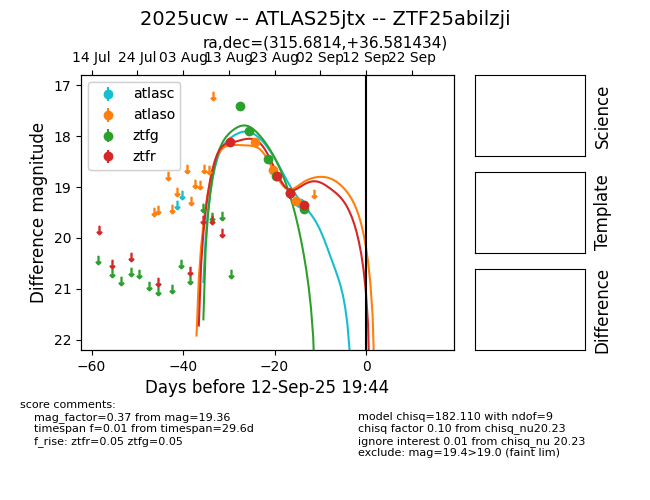 2025ucw -- ATLAS25jtx -- ZTF25abilzji
ra,dec=(315.6814,+36.581434)
14 Jul 24 Jul 03 Aug 13 Aug 23 Aug 02 Sep 12 Sep 22 Sep
atlasc
atlaso
ztfg
ztfr
17
18
19
20
21
22
Difference magnitude
−60 −40 −20 0
Days before 12-Sep-25 19:44
Science
Template
Difference
score comments:
mag_factor=0.37 from mag=19.36
timespan f=0.01 from timespan=29.6d
f_rise: ztfr=0.05 ztfg=0.05
model chisq=182.110 with ndof=9
chisq factor 0.10 from chisq_nu20.23
ignore interest 0.01 from chisq_nu 20.23
exclude: mag=19.4>19.0 (faint lim)